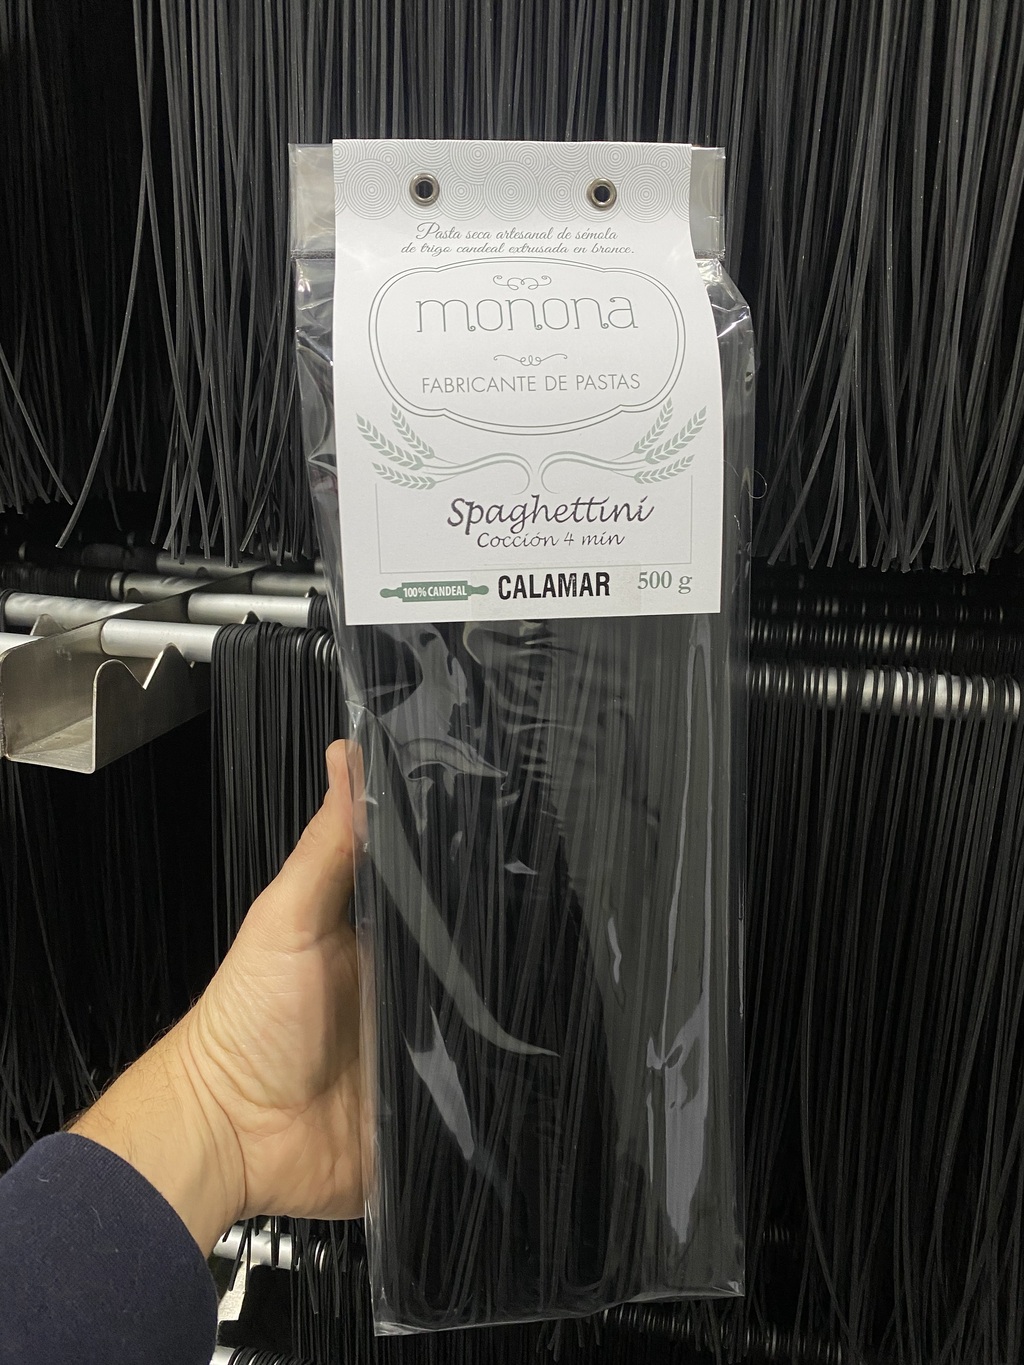 Pasta seca artesanal de sémola
de trigo candeal extrusada en bronce.
monona
FABRICANTE DE PASTAS
Spaghettini
Cocción 4 min
100% CANDEAL CALAMAR 500 g